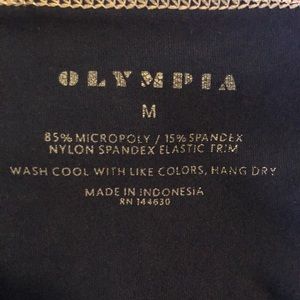 OLYMPIA
M
85% MICROPOLY / 15% SPANDEX
NYLON SPANDEX ELASTIC TRIM
WASH COOL WITH LIKE COLORS, HANG DRY
MADE IN INDONESIA
RN 144630